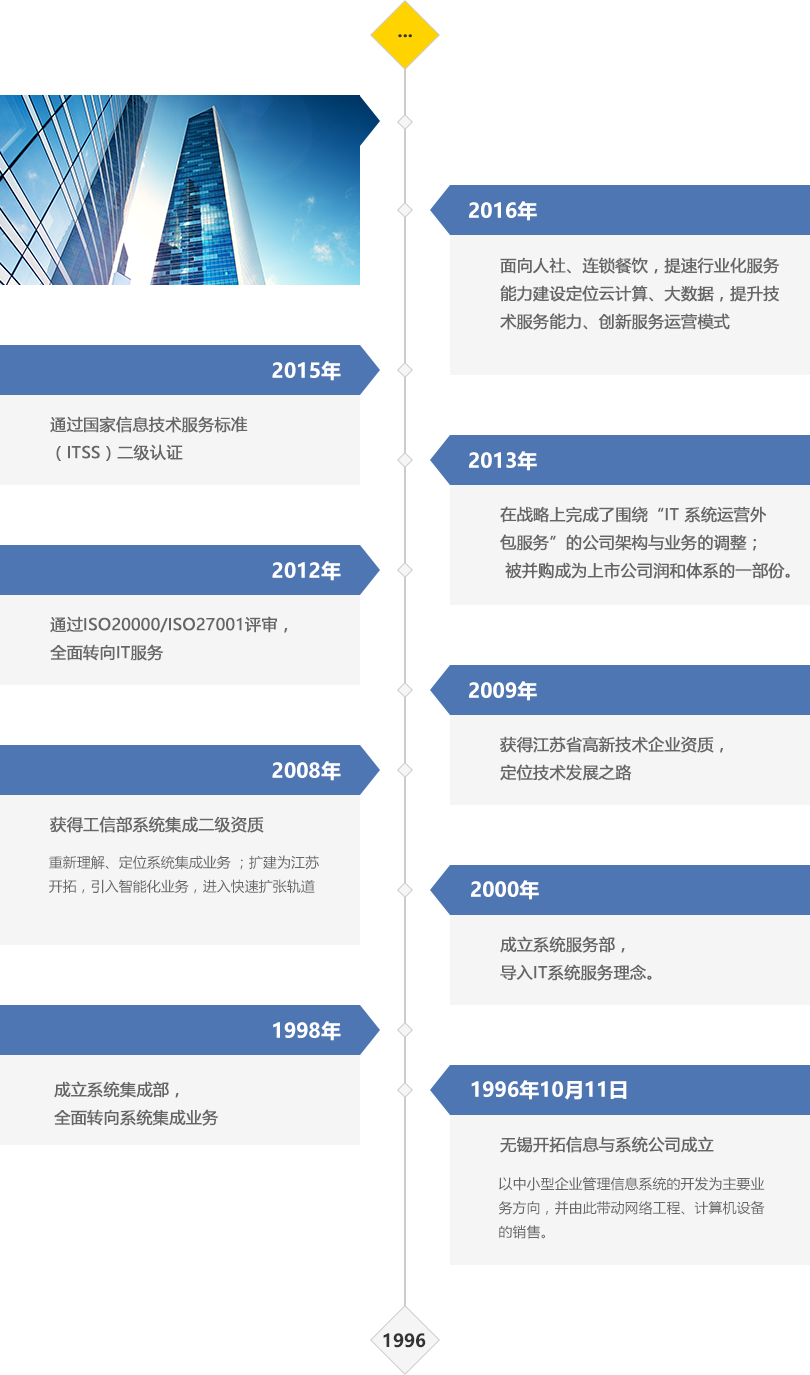 ...
2016年
面向人社、连锁餐饮，提速行业化服务
能力建设定位云计算、大数据，提升技
术服务能力、创新服务运营模式
2015年
通过国家信息技术服务标准
（ITSS）二级认证
2013年
在战略上完成了围绕“IT 系统运营外
包服务”的公司架构与业务的调整；
被并购成为上市公司润和体系的一部份。
2012年
通过ISO20000/ISO27001评审，
全面转向IT服务
2009年
获得江苏省高新技术企业资质，
定位技术发展之路
2008年
获得工信部系统集成二级资质
重新理解、定位系统集成业务 ；扩建为江苏
开拓，引入智能化业务，进入快速扩张轨道
2000年
成立系统服务部，
导入IT系统服务理念。
1998年
成立系统集成部，
全面转向系统集成业务
1996年10月11日
无锡开拓信息与系统公司成立
以中小型企业管理信息系统的开发为主要业
务方向，并由此带动网络工程、计算机设备
的销售。
1996